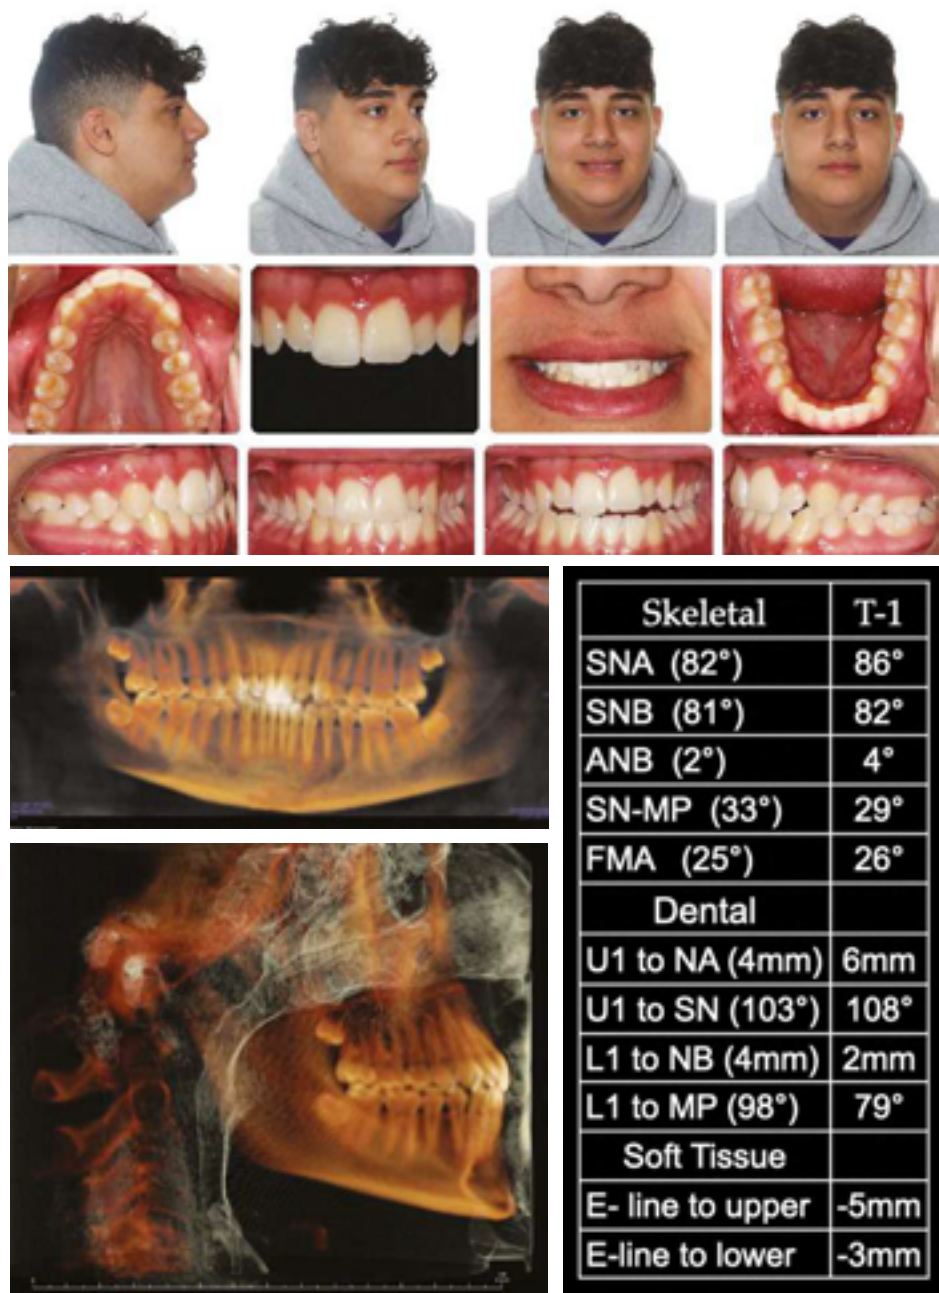 Skeletal T-1
SNA (82°) 86°
SNB (81°) 82°
ANB (2°) 4°
SN-MP (33°) 29°
FMA (25°) 26°
Dental
U1 to NA (4mm) 6mm
U1 to SN (103°) 108°
L1 to NB (4mm) 2mm
L1 to MP (98°) 79°
Soft Tissue
E- line to upper -5mm
E-line to lower -3mm